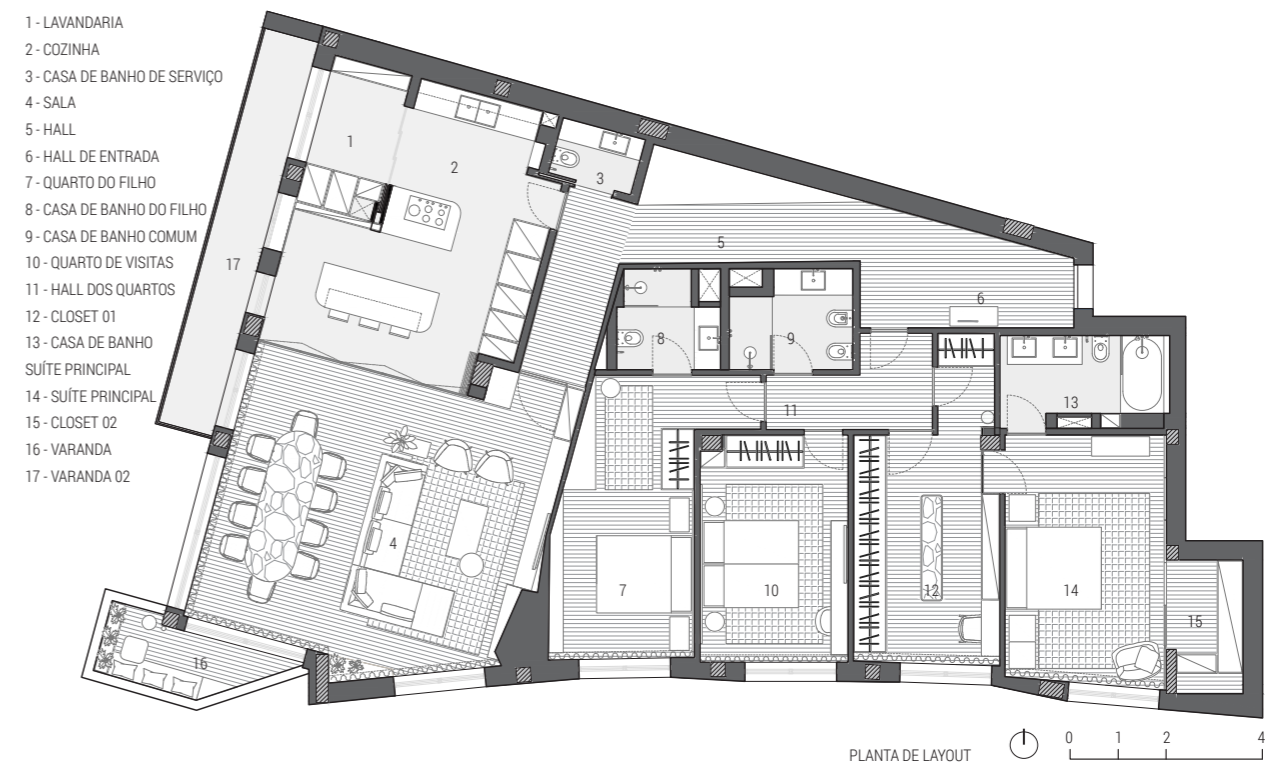 1 - LAVANDARIA
2 - COZINHA
3 - CASA DE BANHO DE SERVIÇO
4 - SALA
5 - HALL
6 - HALL DE ENTRADA
7 - QUARTO DO FILHO
8 - CASA DE BANHO DO FILHO
9 - CASA DE BANHO COMUM
10 - QUARTO DE VISITAS
11 - HALL DOS QUARTOS
12 - CLOSET 01
13 - CASA DE BANHO
SUÍTE PRINCIPAL
14 - SUÍTE PRINCIPAL
15 - CLOSET 02
16 - VARANDA
17 - VARANDA 02
1
2
3
17
5
6
8
9
11
13
4
7
10
12
14
15
16
PLANTA DE LAYOUT
0 1 2 4